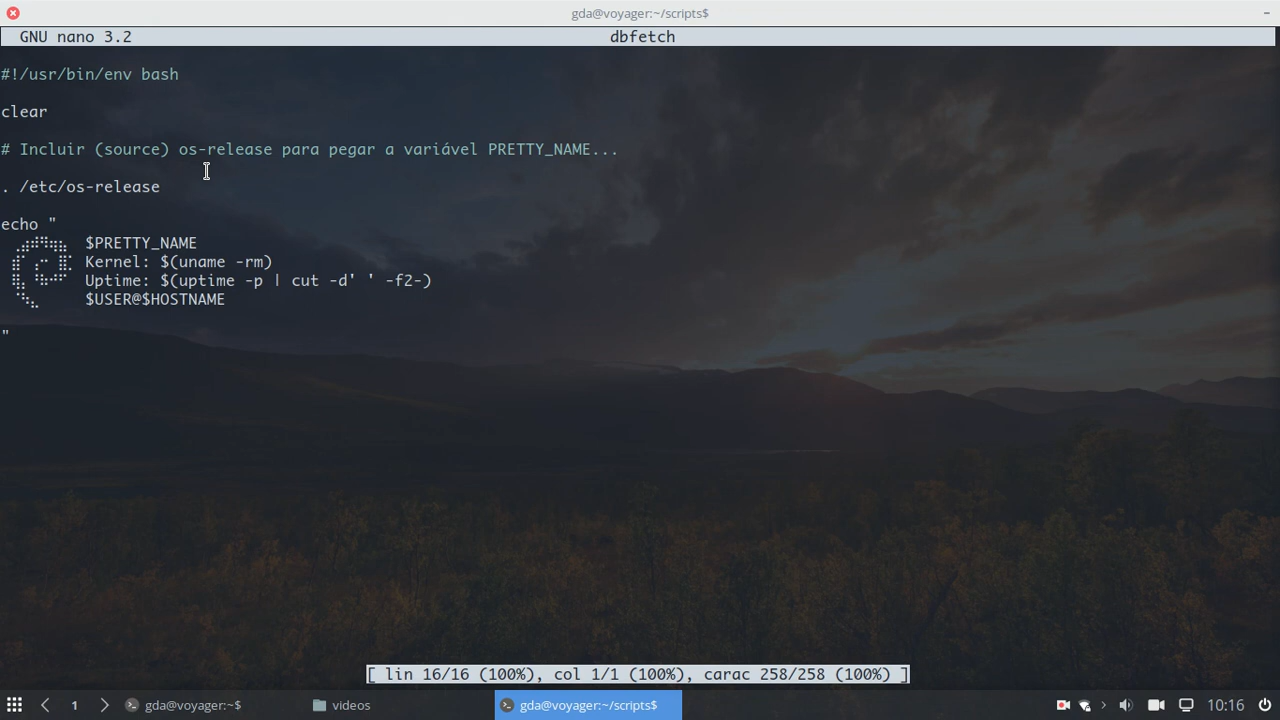 gda@voyager:~/scripts$
GNU nano 3.2 dbfetch
#!/usr/bin/env bash
clear
# Incluir (source) os-release para pegar a variável PRETTY_NAME...
. /etc/os-release
echo "
$PRETTY_NAME
Kernel: $(uname -rm)
Uptime: $(uptime -p | cut -d' ' -f2-)
$USER@$HOSTNAME
"
[ lin 16/16 (100%), col 1/1 (100%), carac 258/258 (100%) ]
1 gda@voyager:~$ videos gda@voyager:~/scripts$ 10:16